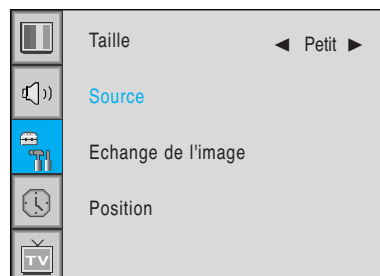 Taille ◄ Petit ►
Source
Echange de l'image
Position
TV